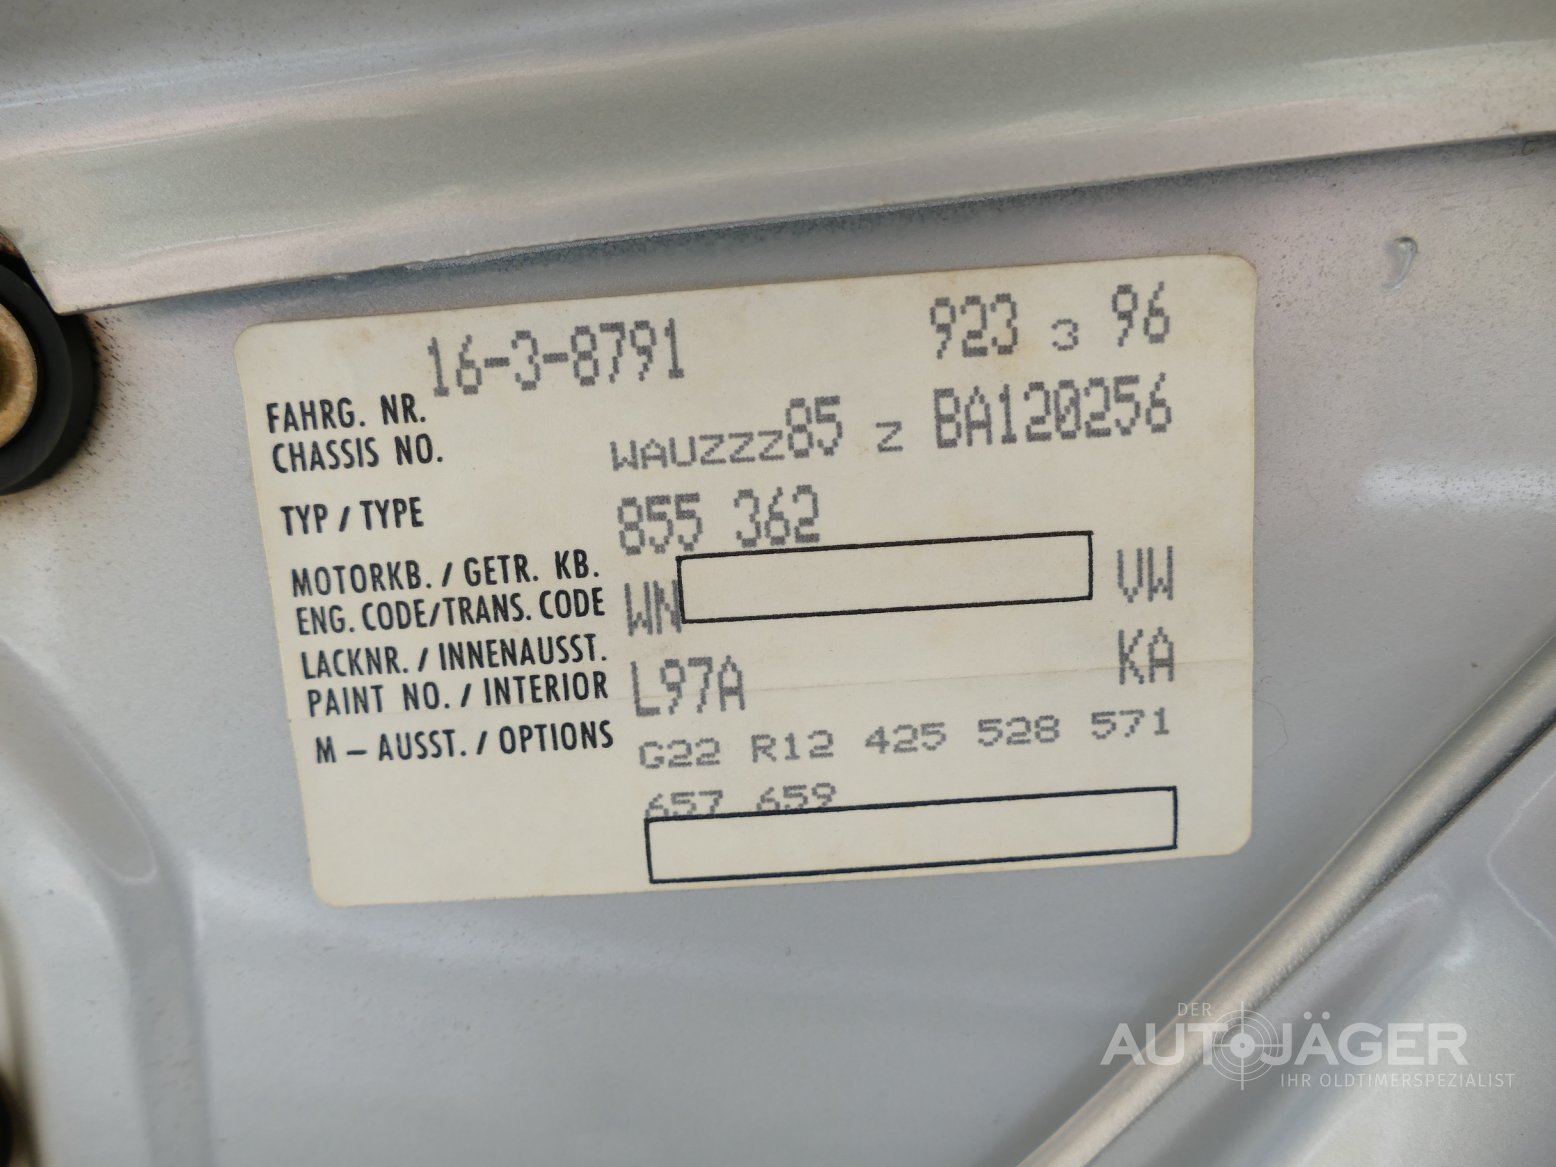 16-3-8791 923 3 96
FAHRG. NR.
CHASSIS NO. WAUZZZ85 Z BA120256
TYP / TYPE 855 362
MOTORKB. / GETR. KB.
ENG. CODE/TRANS. CODE WN VW
LACKNR. / INNENAUSST.
PAINT NO. / INTERIOR L97A KA
M - AUSST. / OPTIONS G22 R12 425 528 571
657 659
DER
AUTOJÄGER
IHR OLDTIMERSPEZIALIST